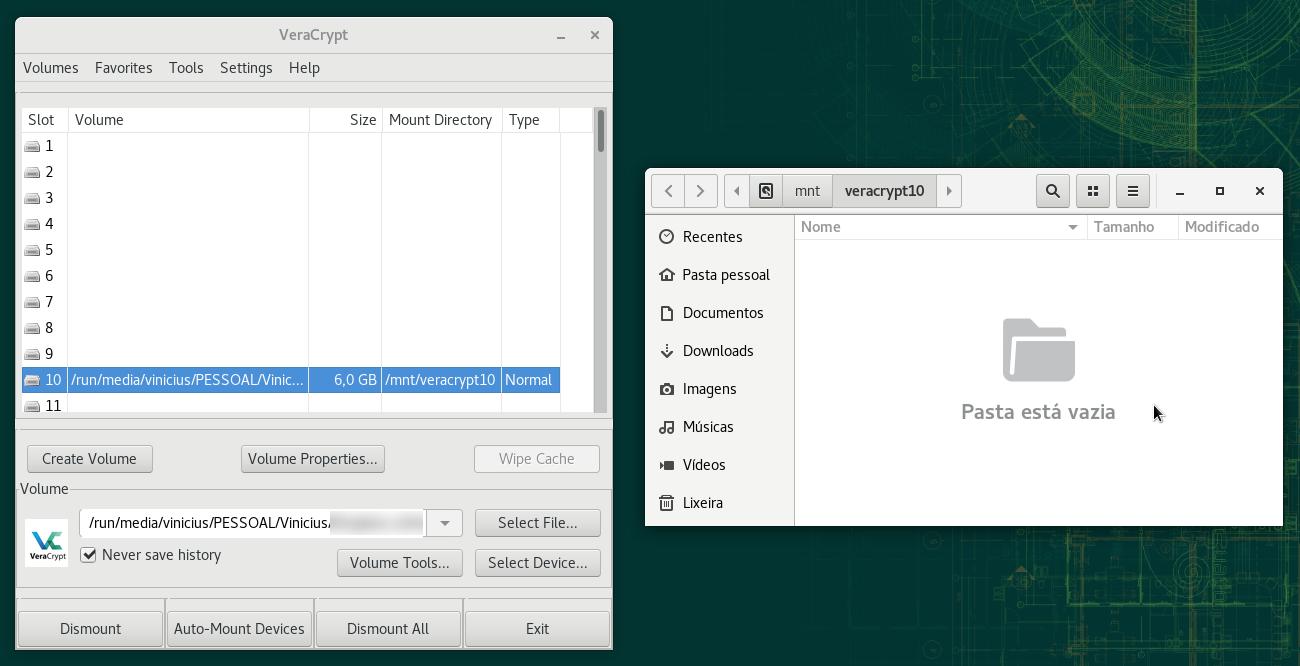 VeraCrypt
Volumes Favorites Tools Settings Help
Slot Volume Size Mount Directory Type
1
2
3
4
5
6
7
8
9
10 /run/media/vinicius/PESSOAL/Vinic... 6,0 GB /mnt/veracrypt10 Normal
11
Create Volume Volume Properties... Wipe Cache
Volume
/run/media/vinicius/PESSOAL/Vinicius/ Select File...
VeraCrypt
Never save history
Volume Tools... Select Device...
Dismount Auto-Mount Devices Dismount All Exit
mnt veracrypt10
Nome Tamanho Modificado
Recentes
Pasta pessoal
Documentos
Downloads
Imagens
Músicas
Vídeos
Lixeira
Pasta está vazia